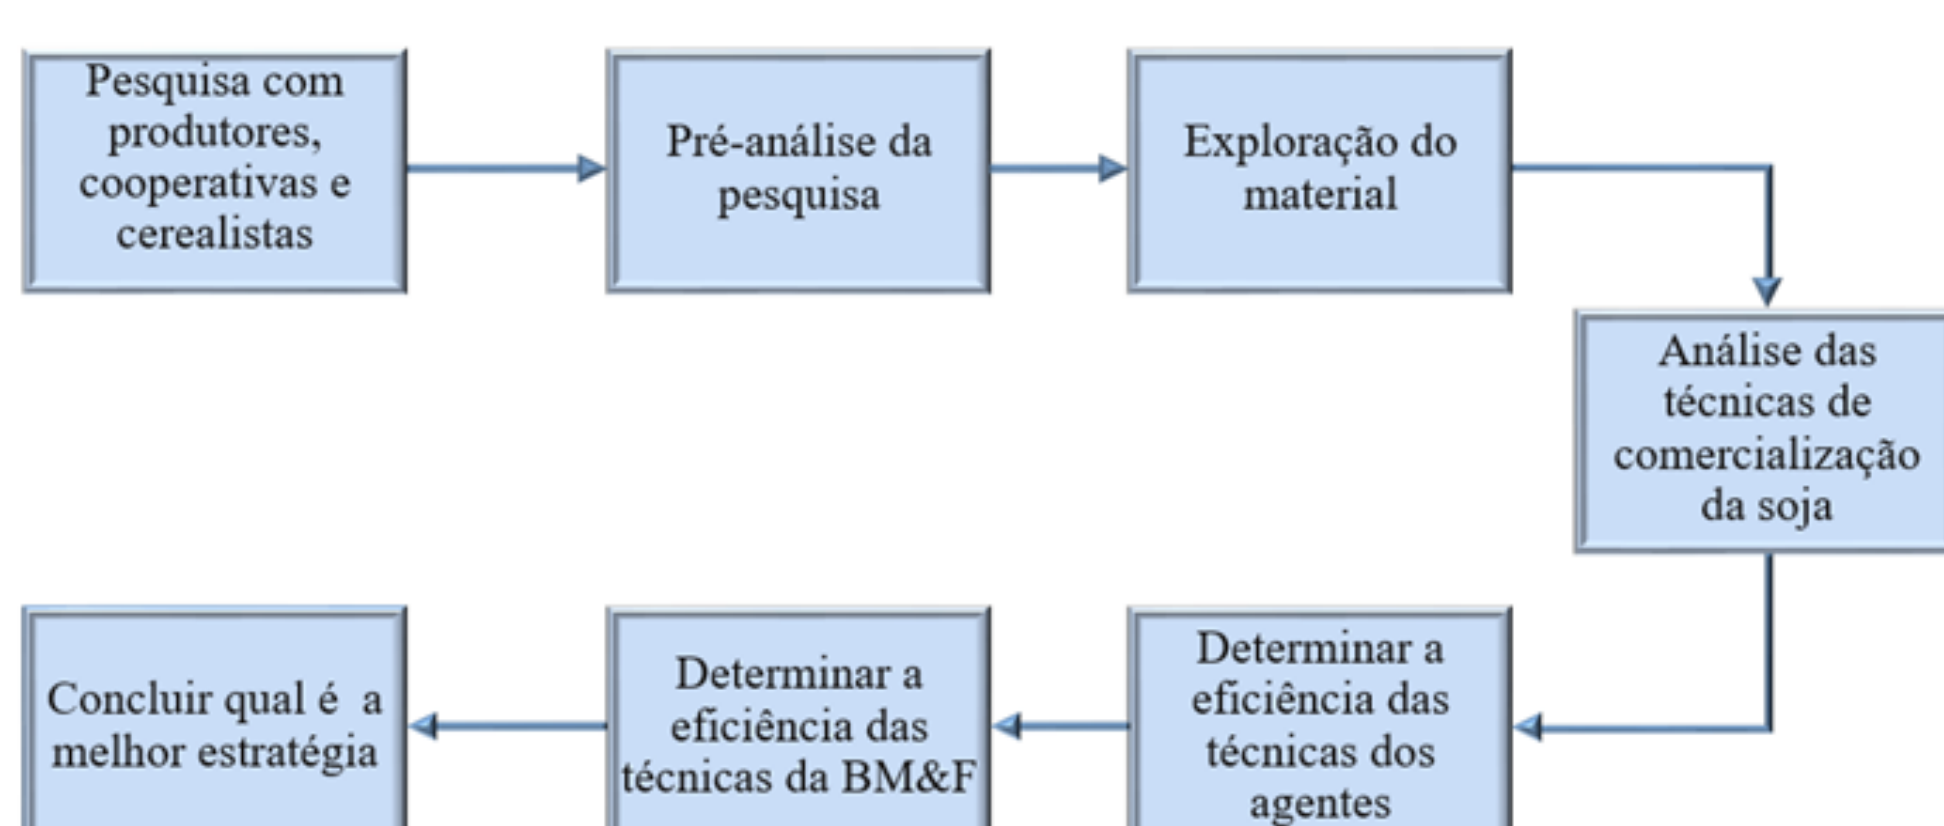 Pesquisa com
produtores,
cooperativas e
cerealistas
Pré-análise da
pesquisa
Exploração do
material
Análise das
técnicas de
comercialização
da soja
Determinar a
eficiência das
técnicas dos
agentes
Determinar a
eficiência das
técnicas da BM&F
Concluir qual é  a
melhor estratégia